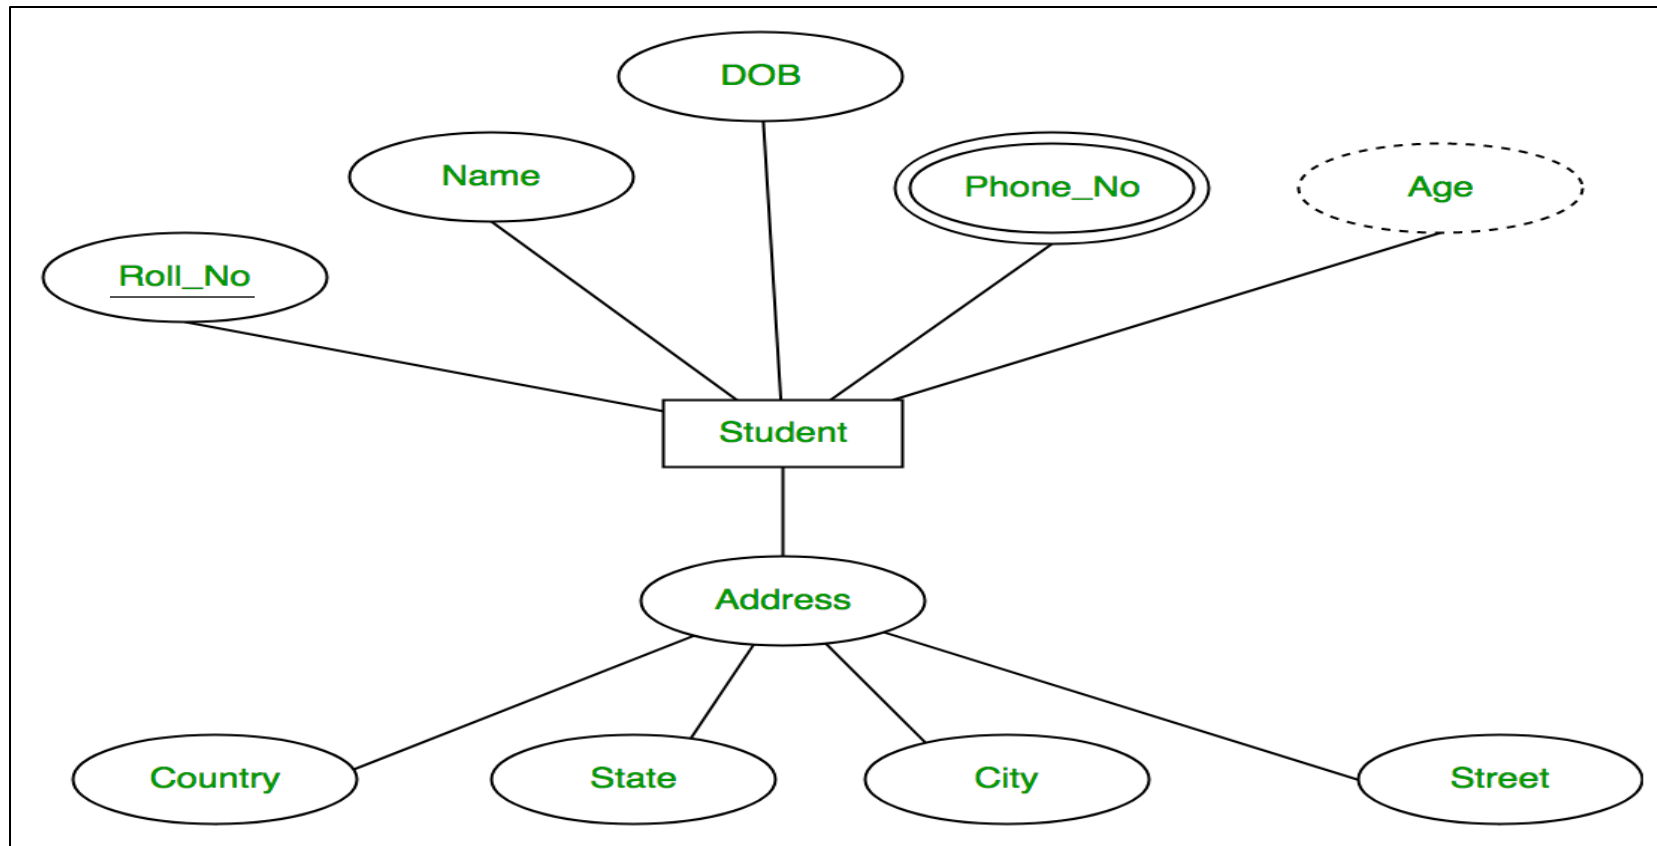 DOB
Name
Phone_No
Age
Roll_No
Student
Address
Country
State
City
Street